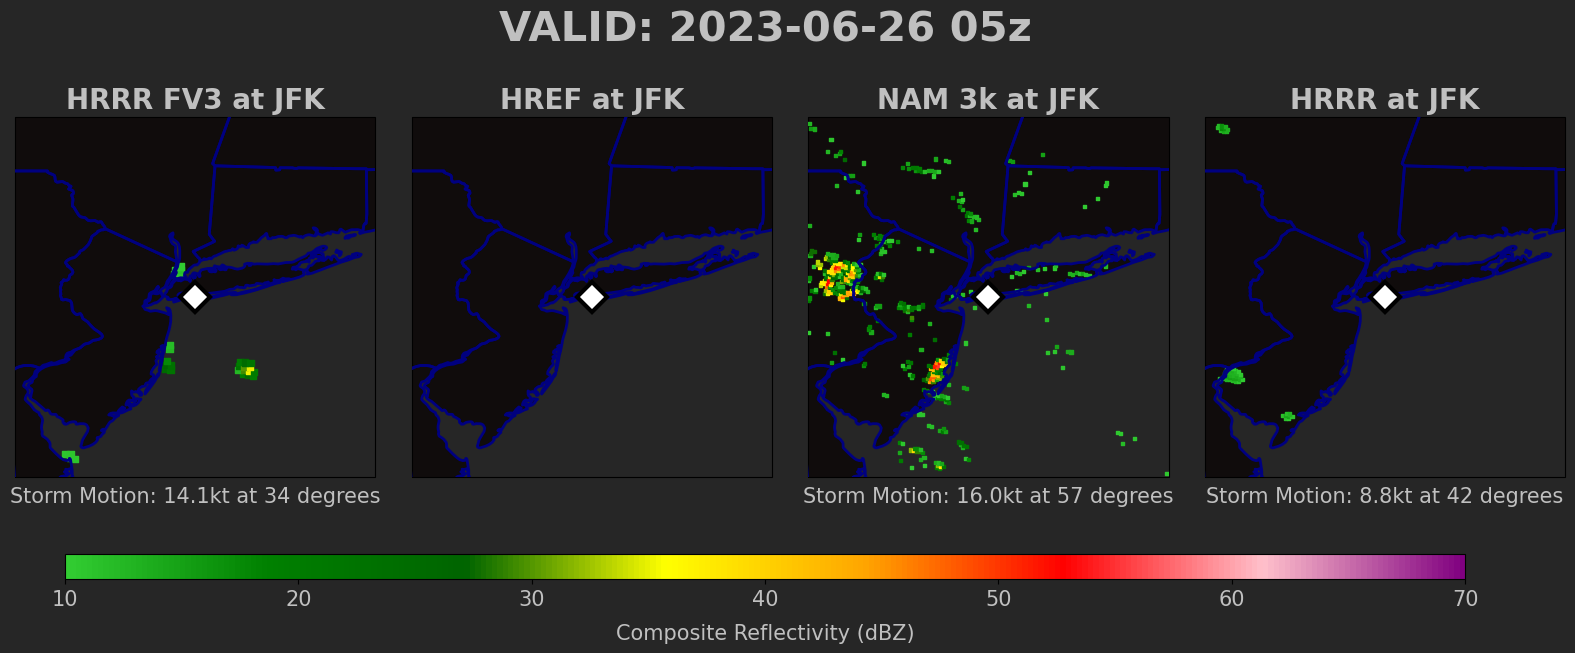 VALID: 2023-06-26 05z
HRRR FV3 at JFK
HREF at JFK
NAM 3k at JFK
HRRR at JFK
Storm Motion: 14.1kt at 34 degrees
Storm Motion: 16.0kt at 57 degrees
Storm Motion: 8.8kt at 42 degrees
10 20 30 40 50 60 70
Composite Reflectivity (dBZ)